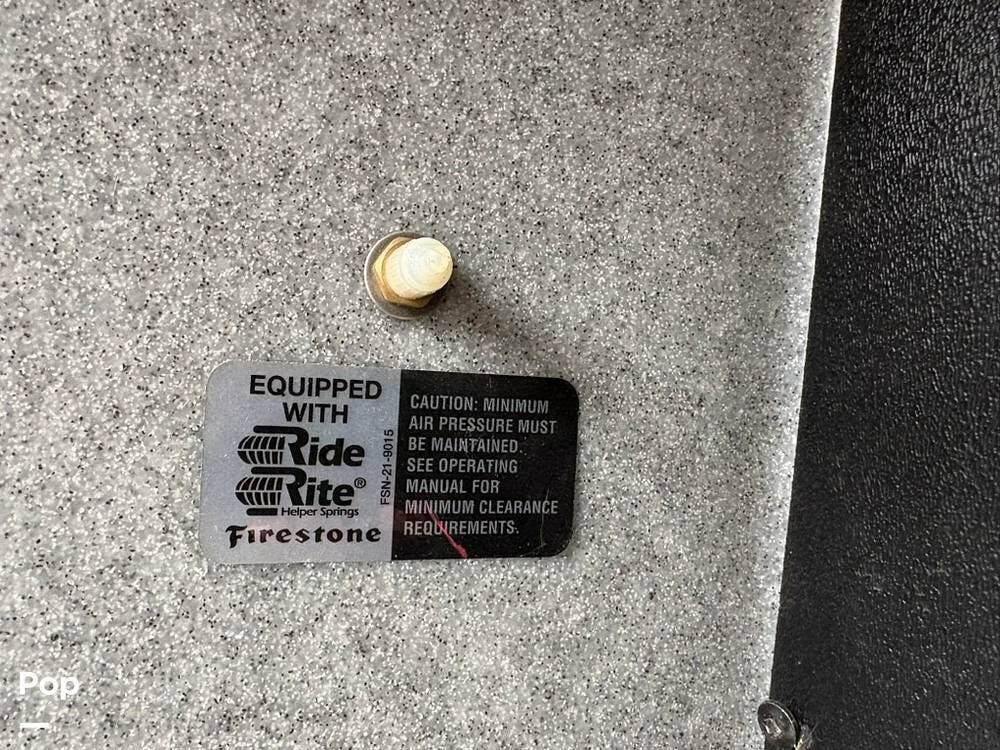 EQUIPPED
WITH
Ride
Rite®
Helper Springs
Firestone
FSN-21-9015
CAUTION: MINIMUM
AIR PRESSURE MUST
BE MAINTAINED.
SEE OPERATING
MANUAL FOR
MINIMUM CLEARANCE
REQUIREMENTS.
Pop